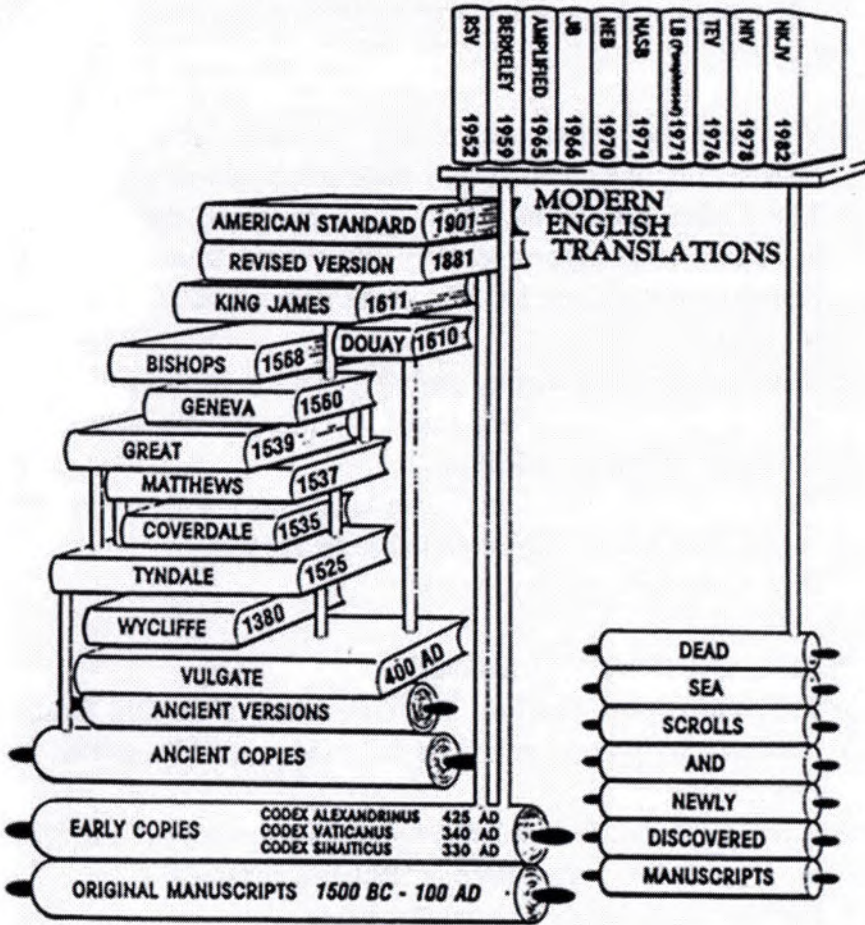 RSV 1952
BERKELEY 1959
AMPLIFIED 1965
JB 1966
NEB 1970
NASB 1971
LB (Paraphrased) 1971
TEV 1976
NIV 1978
NKJV 1982
MODERN
ENGLISH
TRANSLATIONS
AMERICAN STANDARD 1901
REVISED VERSION 1881
KING JAMES 1611
DOUAY 1610
BISHOPS 1568
GENEVA 1560
GREAT 1539
MATTHEWS 1537
COVERDALE 1535
TYNDALE 1525
WYCLIFFE 1380
VULGATE 400 AD
ANCIENT VERSIONS
ANCIENT COPIES
EARLY COPIES
CODEX ALEXANDRINUS 425 AD
CODEX VATICANUS 340 AD
CODEX SINAITICUS 330 AD
ORIGINAL MANUSCRIPTS 1500 BC - 100 AD
DEAD
SEA
SCROLLS
AND
NEWLY
DISCOVERED
MANUSCRIPTS